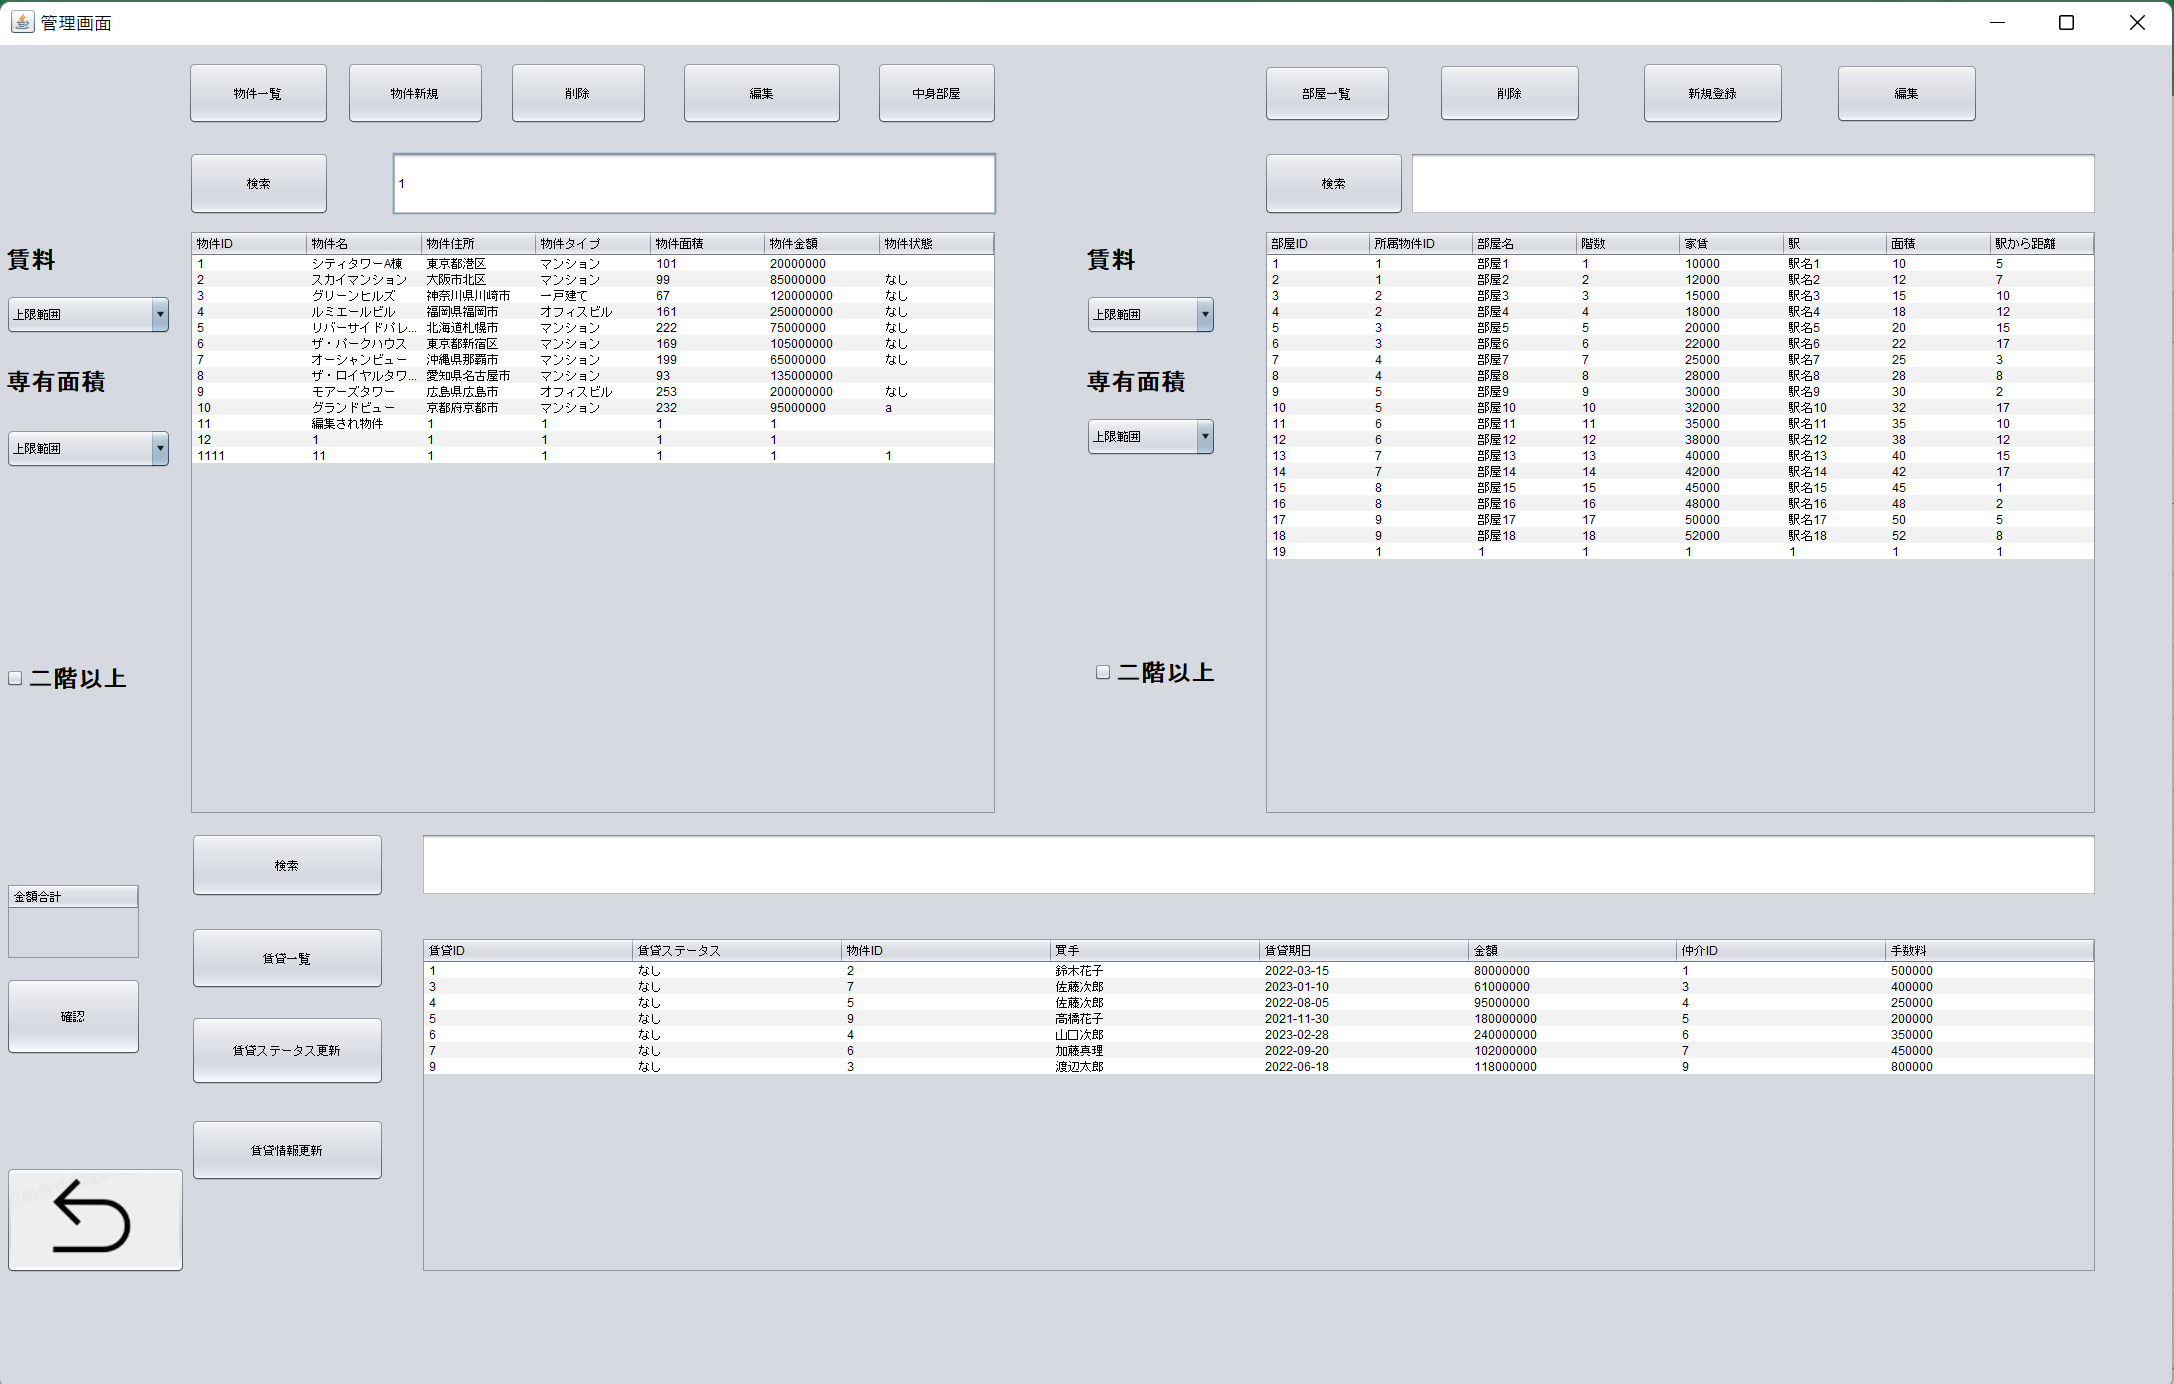 管理画面
物件一覧 物件新規 削除 編集 中身部屋
検索 1
賃料
上限範囲
専有面積
上限範囲
二階以上
物件ID 物件名 物件住所 物件タイプ 物件面積 物件金額 物件状態
1 シティタワーA棟 東京都港区 マンション 101 20000000
2 スカイマンション 大阪市北区 マンション 99 85000000 なし
3 グリーンヒルズ 神奈川県川崎市 一戸建て 67 120000000 なし
4 ルミエールビル 福岡県福岡市 オフィスビル 161 250000000 なし
5 リバーサイドパレ... 北海道札幌市 マンション 222 75000000 なし
6 ザ・パークハウス 東京都新宿区 マンション 169 105000000 なし
7 オーシャンビュー 沖縄県那覇市 マンション 199 65000000 なし
8 ザ・ロイヤルタワ... 愛知県名古屋市 マンション 93 135000000
9 モアーズタワー 広島県広島市 オフィスビル 253 200000000 なし
10 グランドビュー 京都府京都市 マンション 232 95000000 a
11 編集され物件 1 1 1 1
12 1 1 1 1 1
1111 11 1 1 1 1 1
部屋一覧 削除 新規登録 編集
検索
賃料
上限範囲
専有面積
上限範囲
二階以上
部屋ID 所属物件ID 部屋名 階数 家賃 駅 面積 駅から距離
1 1 部屋1 1 10000 駅名1 10 5
2 1 部屋2 2 12000 駅名2 12 7
3 2 部屋3 3 15000 駅名3 15 10
4 2 部屋4 4 18000 駅名4 18 12
5 3 部屋5 5 20000 駅名5 20 15
6 3 部屋6 6 22000 駅名6 22 17
7 4 部屋7 7 25000 駅名7 25 3
8 4 部屋8 8 28000 駅名8 28 8
9 5 部屋9 9 30000 駅名9 30 2
10 5 部屋10 10 32000 駅名10 32 17
11 6 部屋11 11 35000 駅名11 35 10
12 6 部屋12 12 38000 駅名12 38 12
13 7 部屋13 13 40000 駅名13 40 15
14 7 部屋14 14 42000 駅名14 42 17
15 8 部屋15 15 45000 駅名15 45 1
16 8 部屋16 16 48000 駅名16 48 2
17 9 部屋17 17 50000 駅名17 50 5
18 9 部屋18 18 52000 駅名18 52 8
19 1 1 1 1 1 1 1
検索
金額合計
確認
賃貸一覧
賃貸ステータス更新
賃貸情報更新
賃貸ID 賃貸ステータス 物件ID 買手 賃貸期日 金額 仲介ID 手数料
1 なし 2 鈴木花子 2022-03-15 80000000 1 500000
3 なし 7 佐藤次郎 2023-01-10 61000000 3 400000
4 なし 5 佐藤次郎 2022-08-05 95000000 4 250000
5 なし 9 高橋花子 2021-11-30 180000000 5 200000
6 なし 4 山口次郎 2023-02-28 240000000 6 350000
7 なし 6 加藤真理 2022-09-20 102000000 7 450000
9 なし 3 渡辺太郎 2022-06-18 118000000 9 800000